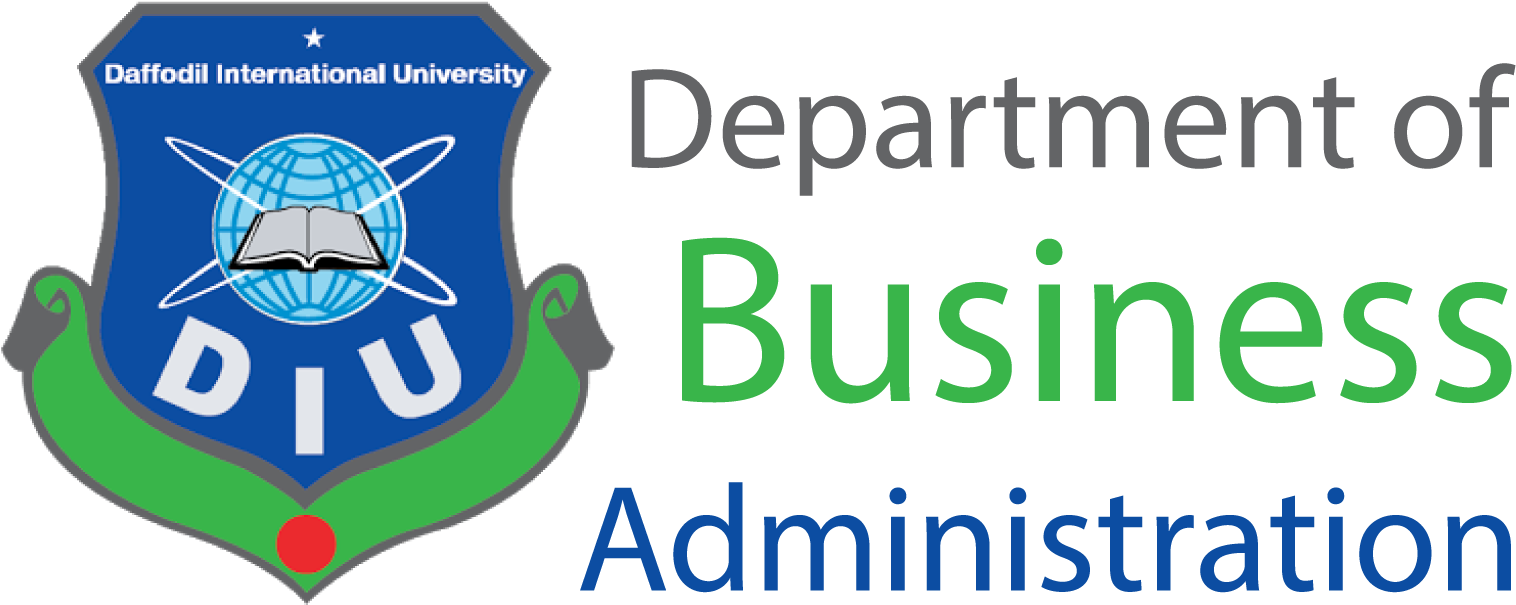 Daffodil International University
DIU
Department of
Business
Administration